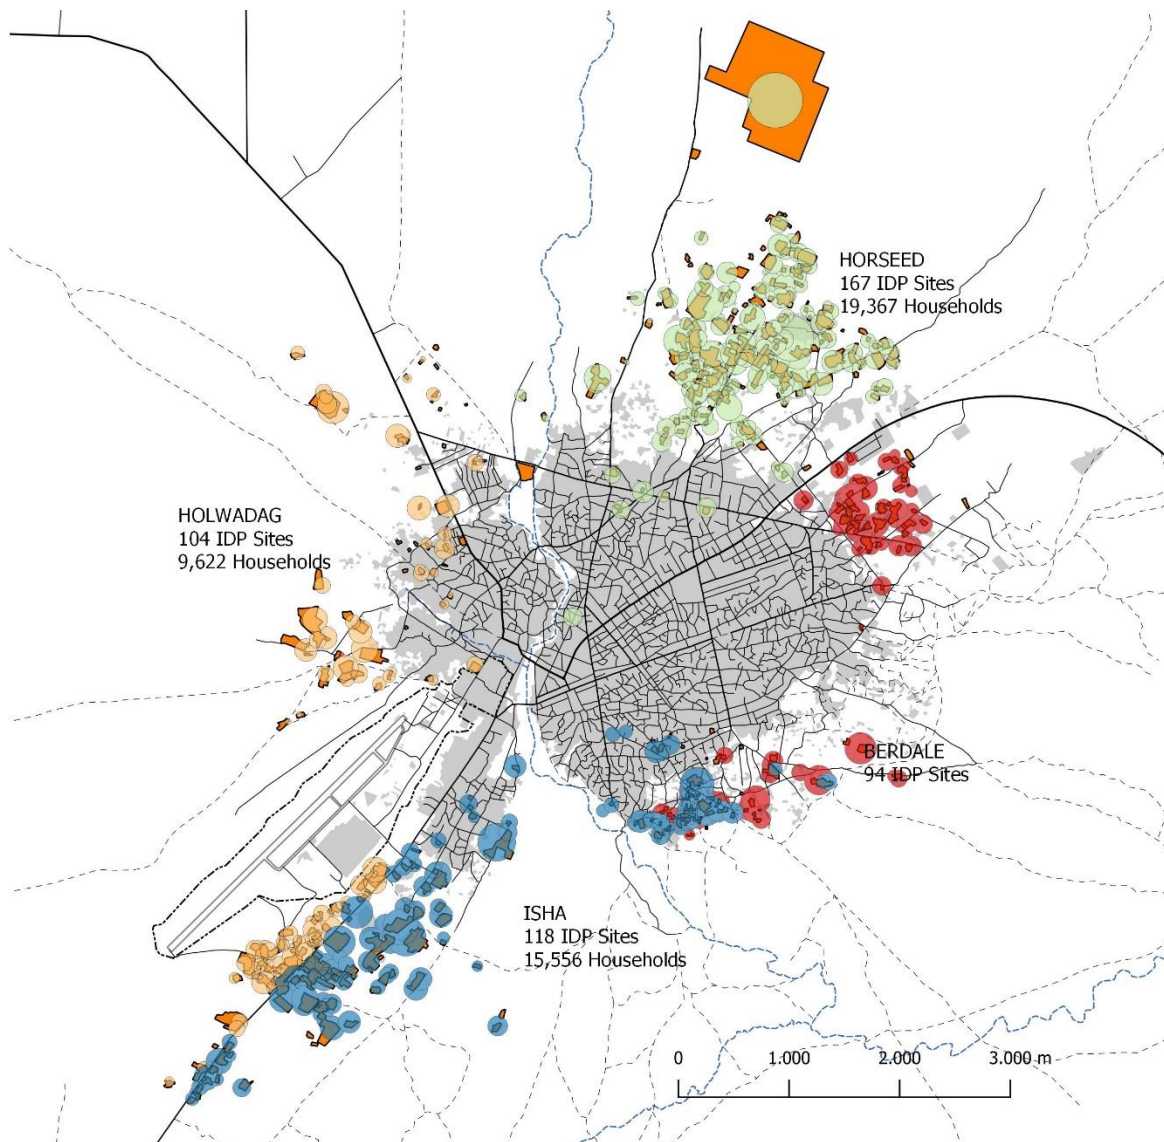 HORSEED
167 IDP Sites
19,367 Households
HOLWADAG
104 IDP Sites
9,622 Households
BERDALE
94 IDP Sites
ISHA
118 IDP Sites
15,556 Households
0 1.000 2.000 3.000 m